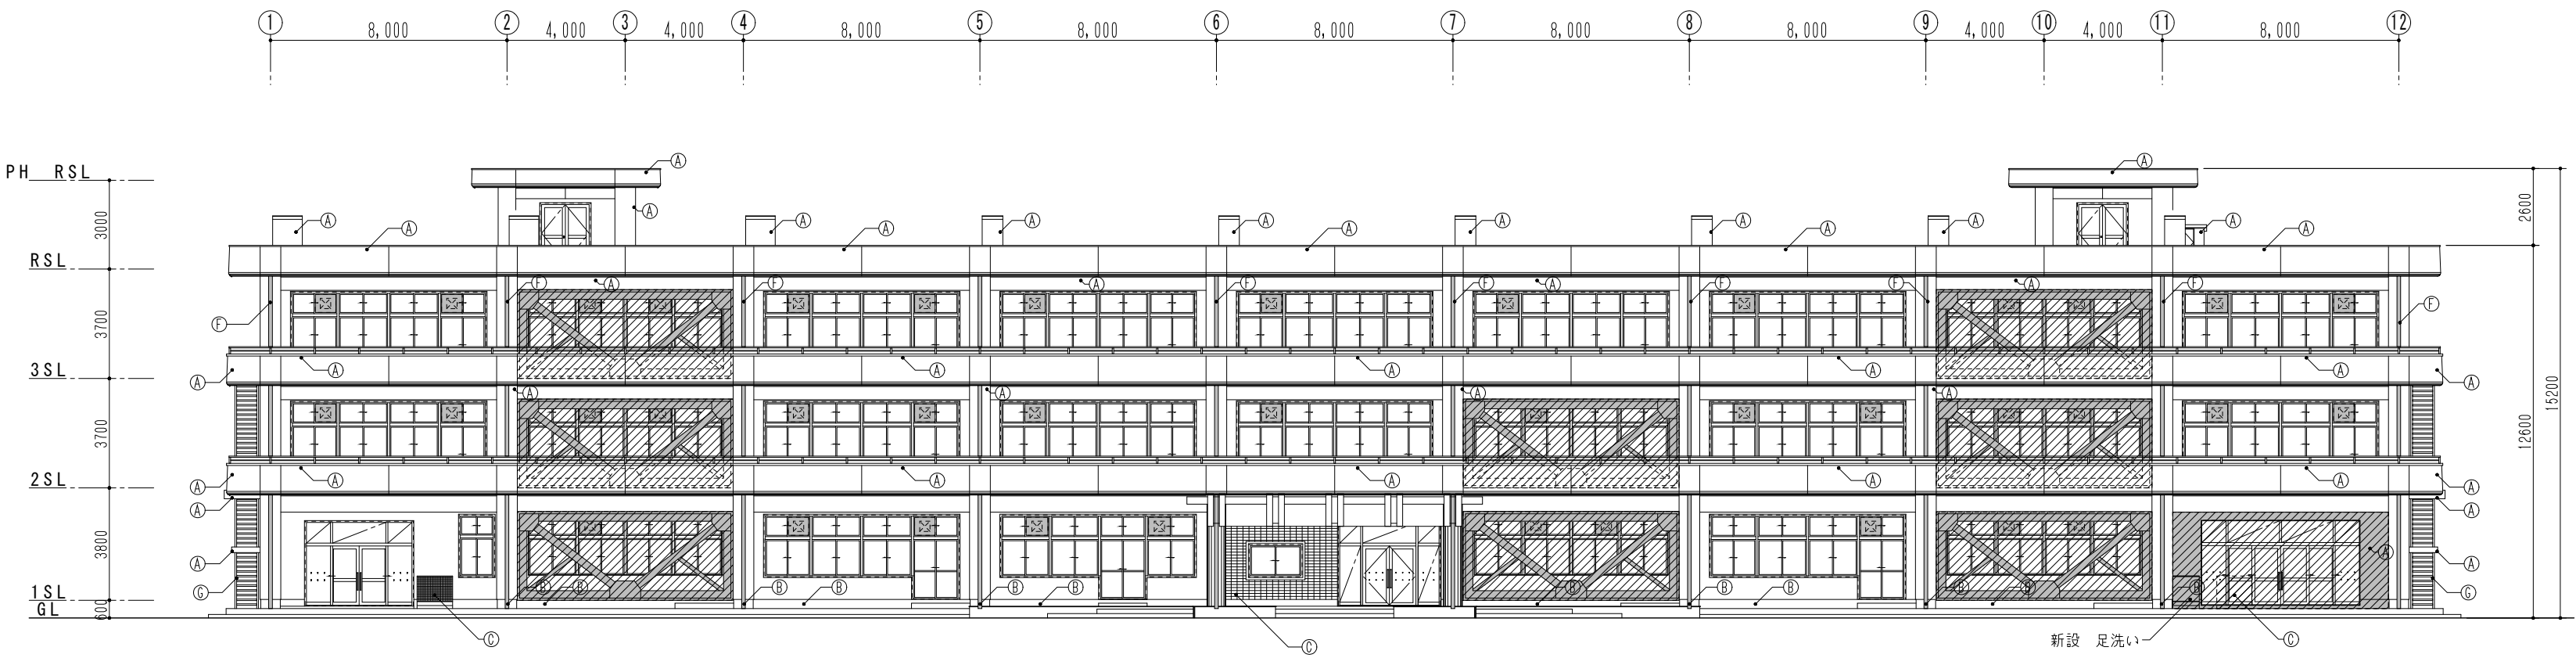 1 2 3 4 5 6 7 8 9 10 11 12
8,000 4,000 4,000 8,000 8,000 8,000 8,000 8,000 4,000 4,000 8,000
A A
PH RSL
A A
3000 2600
A A A A A A A A A
A A A A A
RSL
F A F A F A F F F A F
3700
F F
15200
A A A A A
3SL
A A
A A A A
3700 12600
A A A A A
2SL
A A
A A
3800
A
A A
G B G
1SL
B B B B B B B B B B B
GL
600
C C C
新設 足洗い